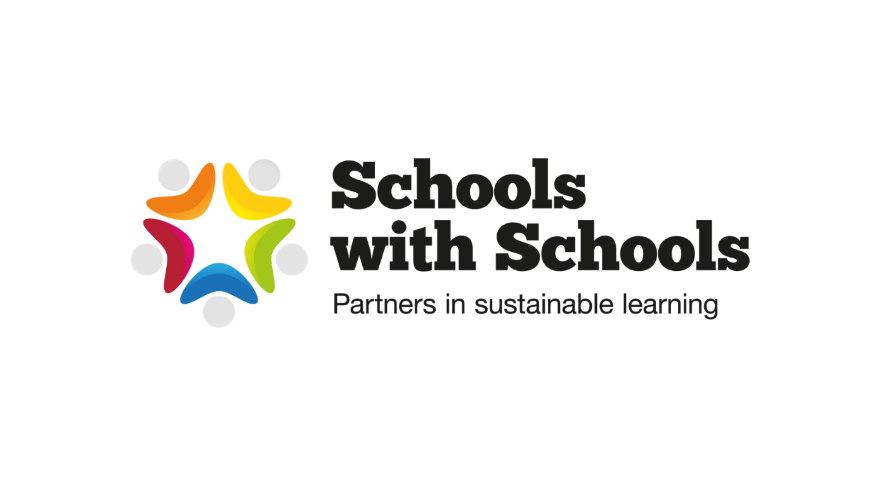 Schools
with Schools
Partners in sustainable learning